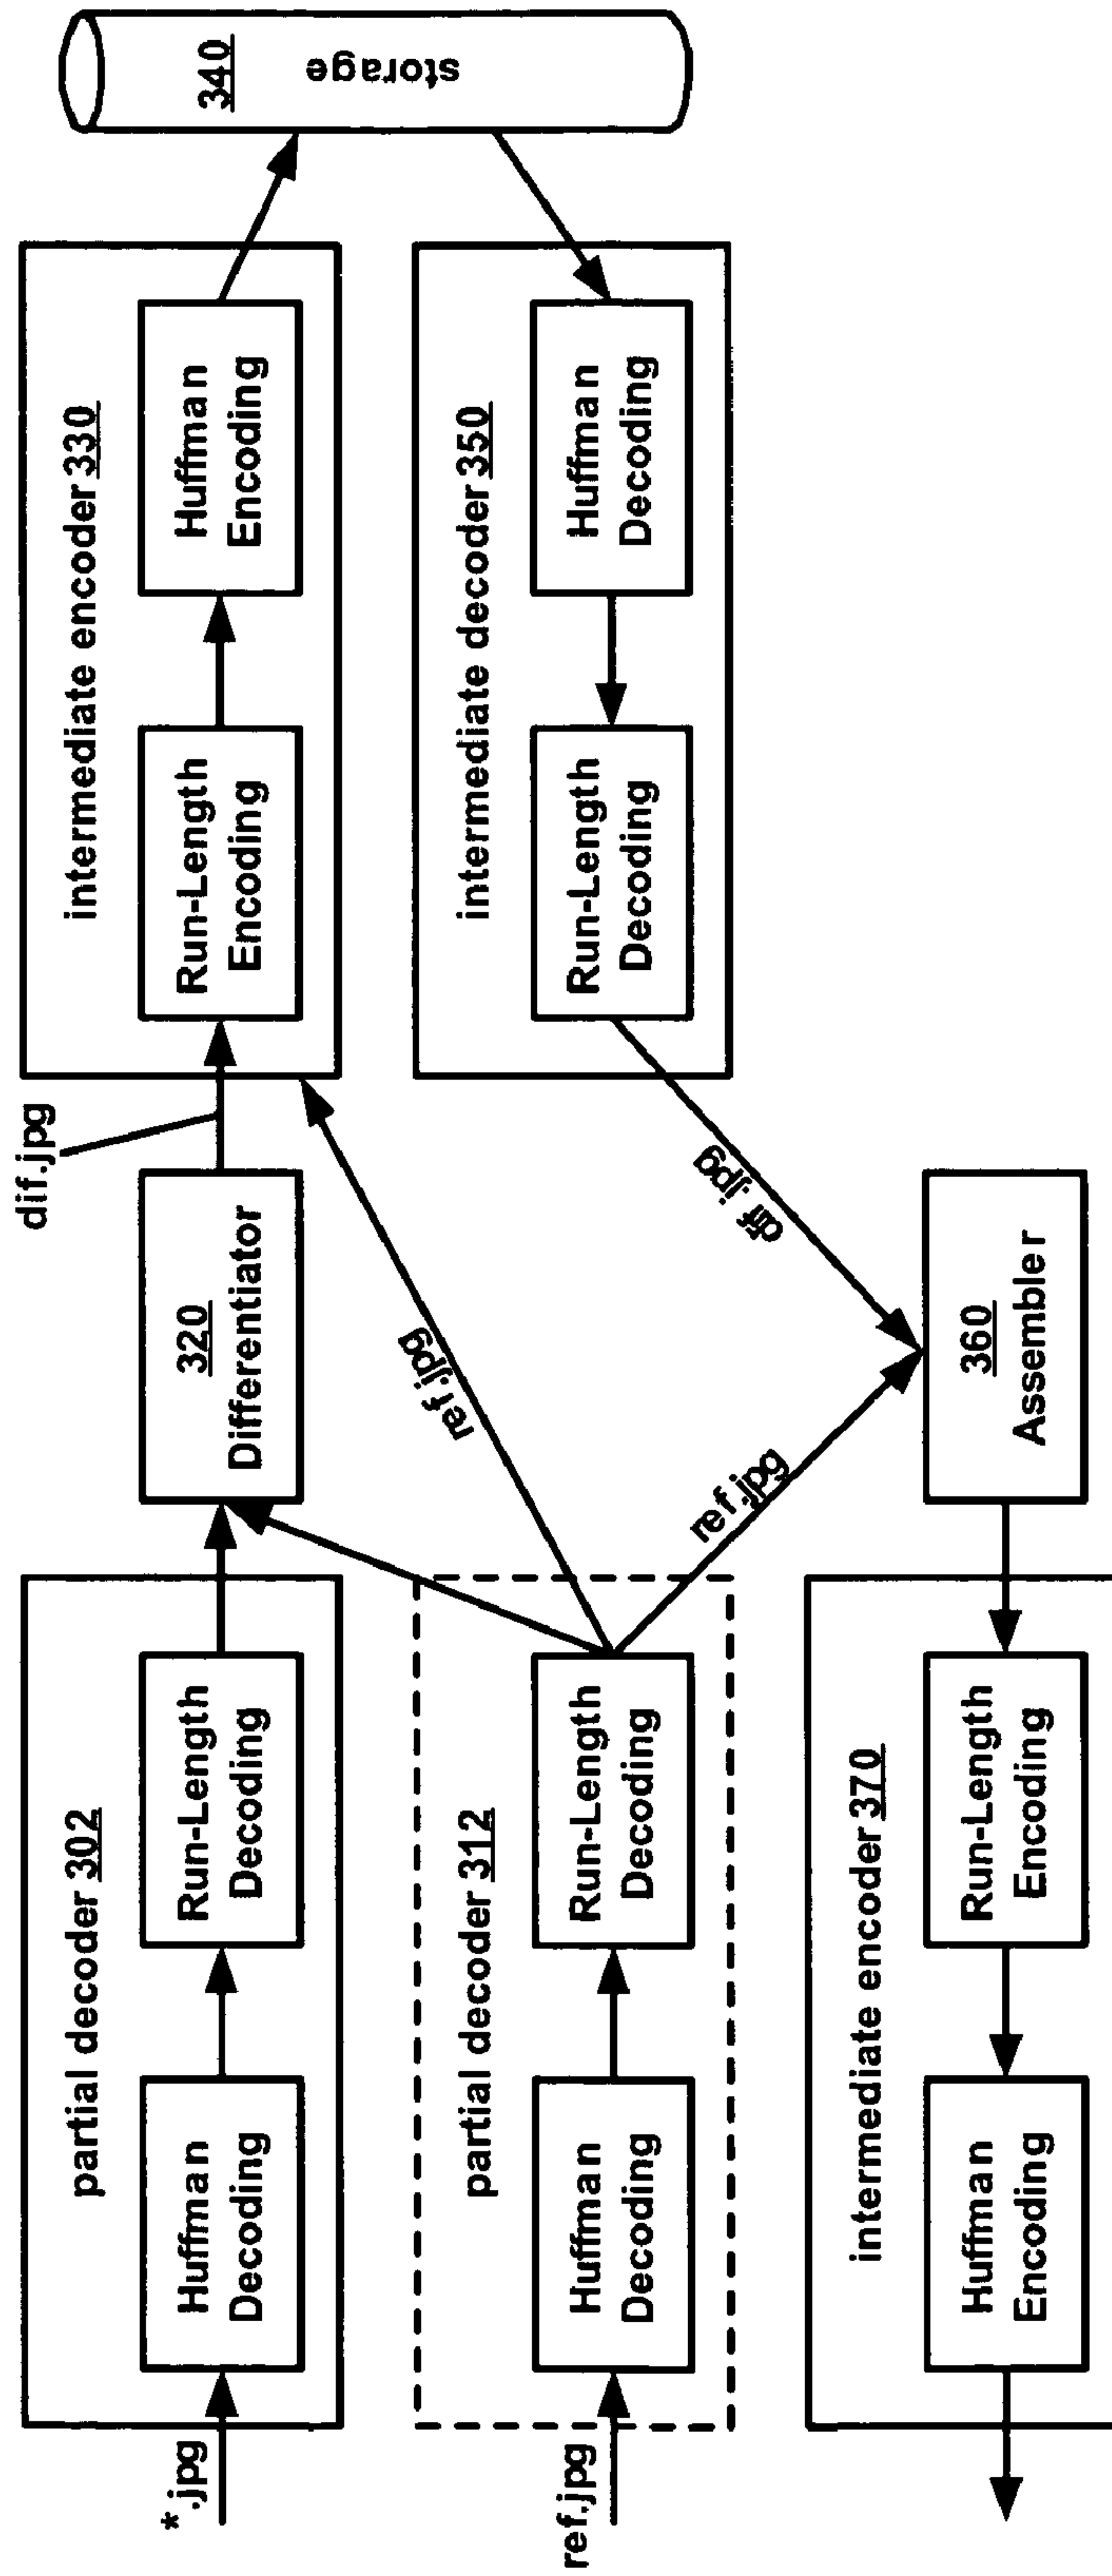 *.jpg
partial decoder 302
Huffman
Decoding
Run-Length
Decoding
320
Differentiator
dif.jpg
intermediate encoder 330
Run-Length
Encoding
Huffman
Encoding
340
storage
ref.jpg
partial decoder 312
Huffman
Decoding
Run-Length
Decoding
ref.jpg
ref.jpg
dif.jpg
intermediate decoder 350
Run-Length
Decoding
Huffman
Decoding
intermediate encoder 370
Huffman
Encoding
Run-Length
Encoding
360
Assembler